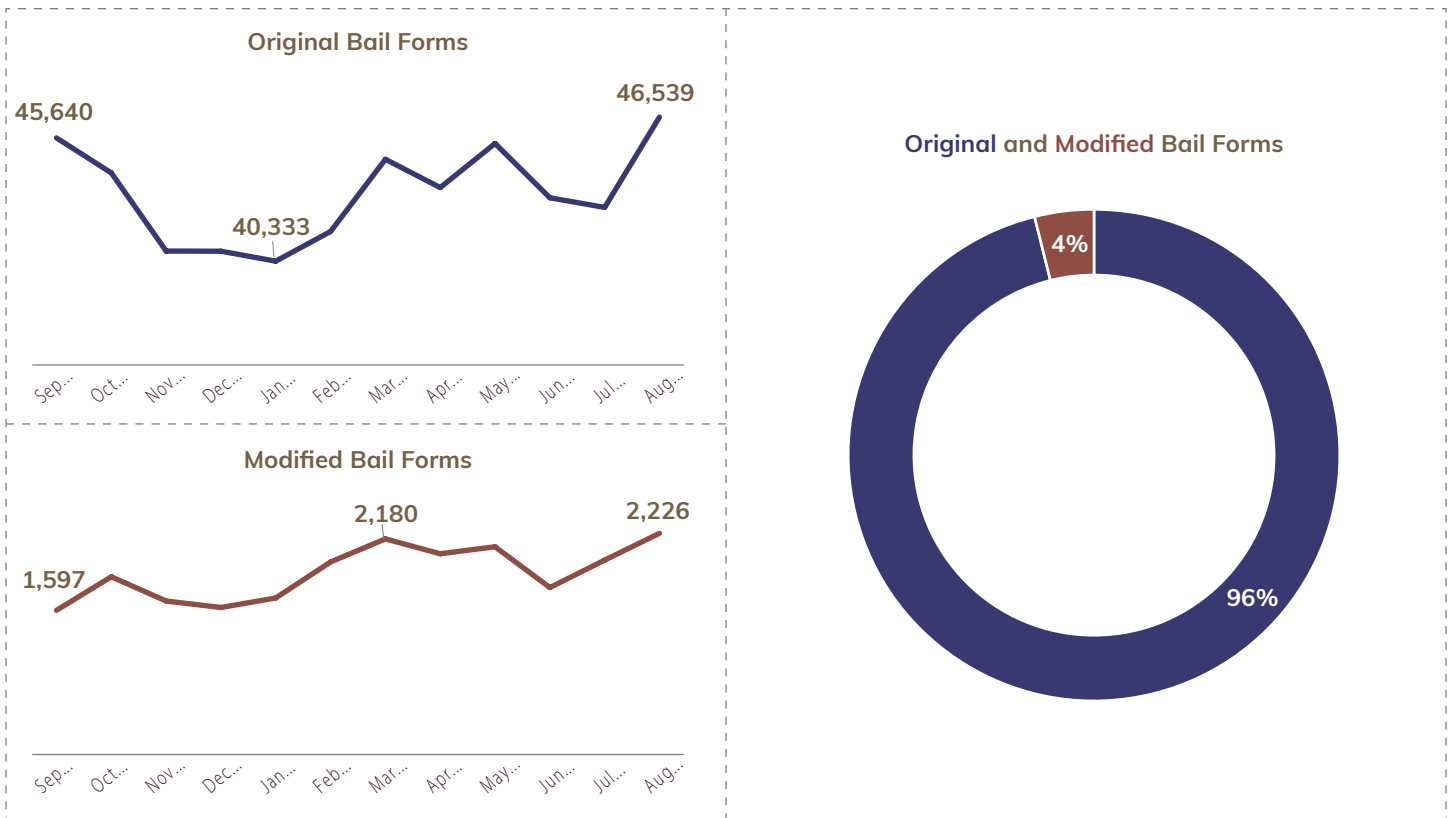 Original Bail Forms
45,640
40,333
46,539
Sep...
Oct...
Nov...
Dec...
Jan...
Feb...
Mar...
Apr...
May...
Jun...
Jul...
Aug...
Modified Bail Forms
1,597
2,180
2,226
Sep...
Oct...
Nov...
Dec...
Jan...
Feb...
Mar...
Apr...
May...
Jun...
Jul...
Aug...
Original and Modified Bail Forms
4%
96%